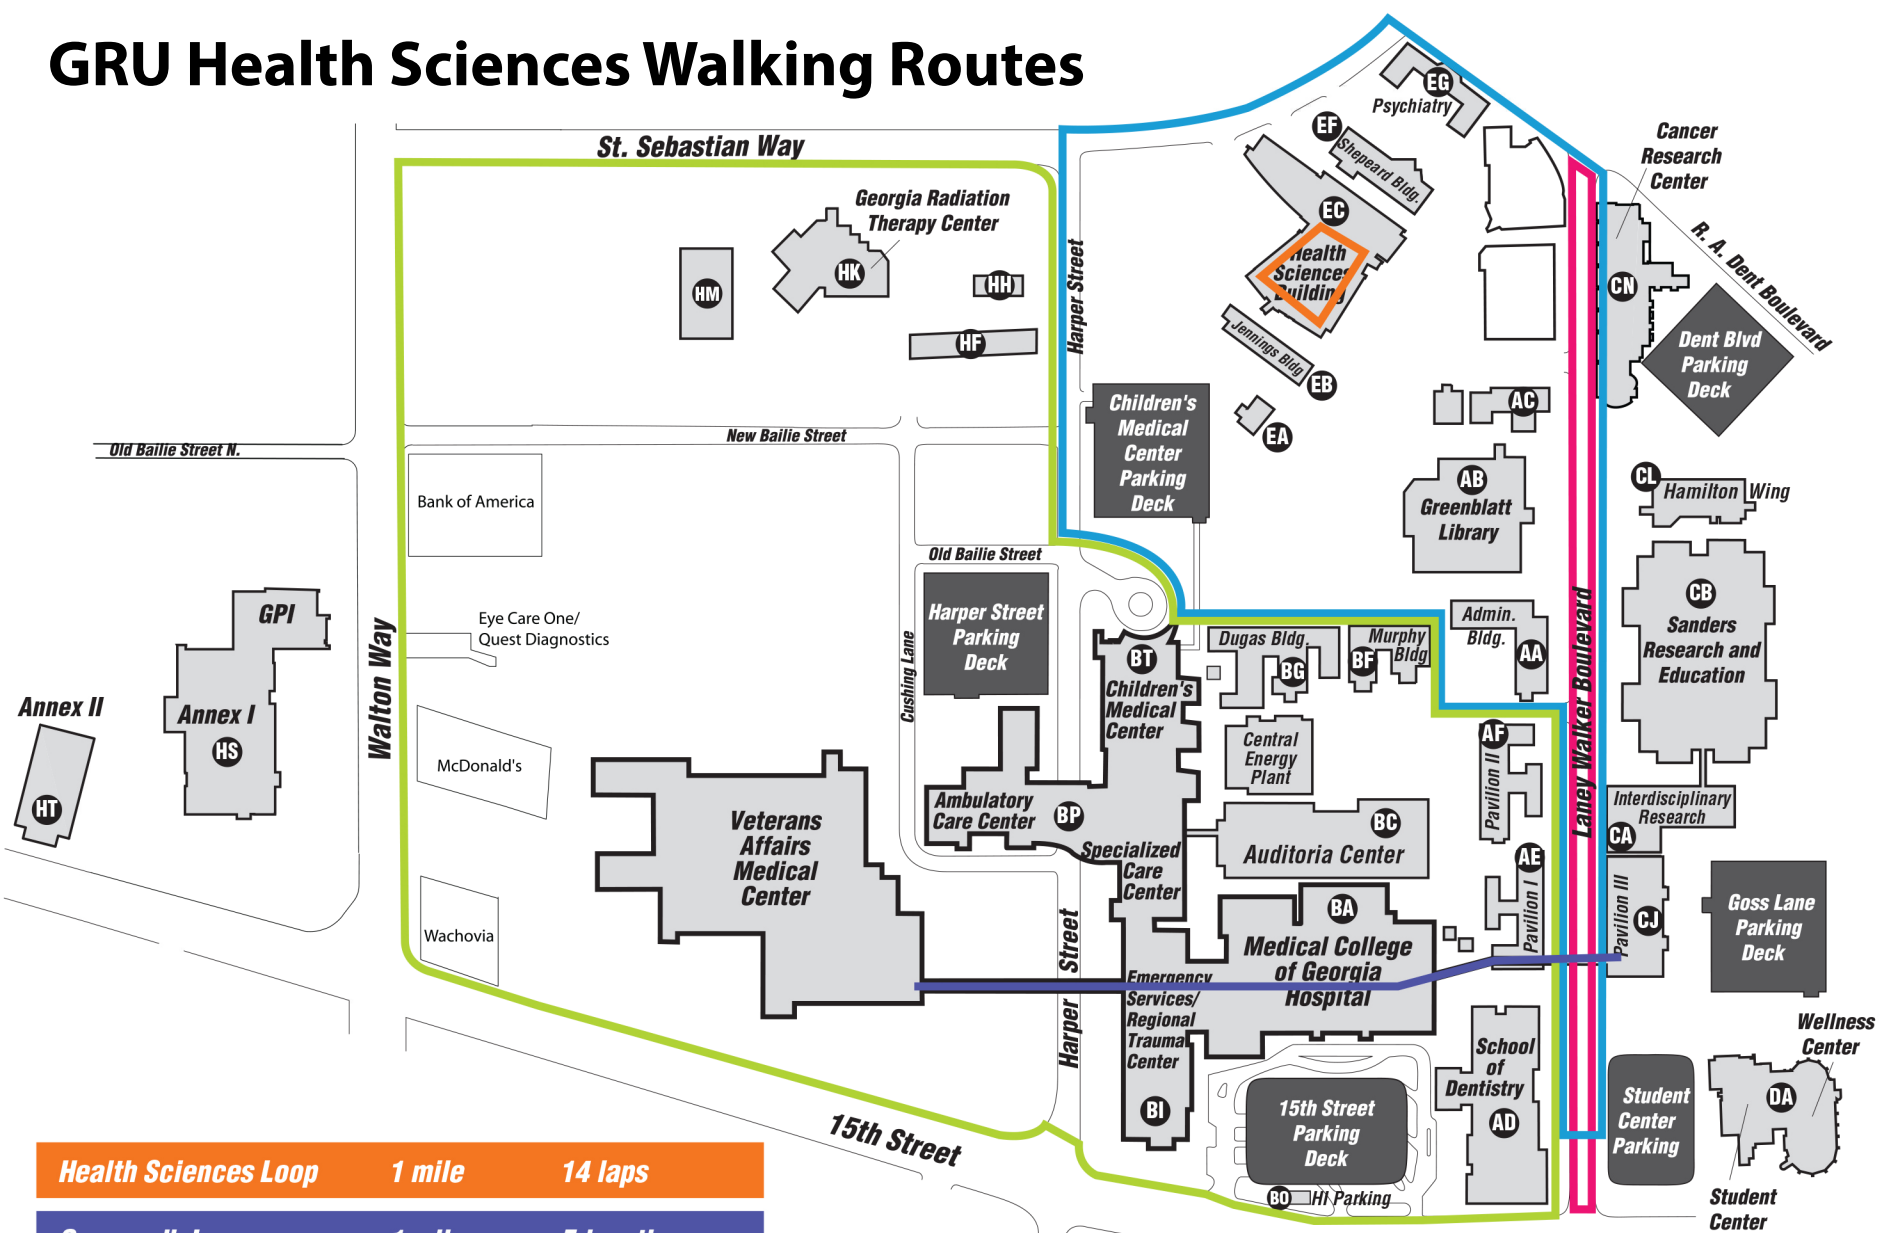 GRU Health Sciences Walking Routes
St. Sebastian Way
EG
Psychiatry
EF
Shepeard Bldg.
Cancer
Research
Center
Georgia Radiation
Therapy Center
EC
Health
Sciences
Building
R. A. Dent Boulevard
HM
HK
HH
HF
Harper Street
CN
Jennings Bldg
EB
Dent Blvd
Parking
Deck
Children's
Medical
Center
Parking
Deck
EA
AC
New Bailie Street
Old Bailie Street N.
Bank of America
AB
Greenblatt
Library
CL
Hamilton Wing
Old Bailie Street
Harper Street
Parking
Deck
GPI
Eye Care One/
Quest Diagnostics
Walton Way
Cushing Lane
BT
Children's
Medical
Center
Dugas Bldg.
BG
Murphy
Bldg
BF
Admin.
Bldg.
AA
Laney Walker Boulevard
CB
Sanders
Research and
Education
Annex II
HT
Annex I
HS
McDonald's
Central
Energy
Plant
AF
Pavilion II
Veterans
Affairs
Medical
Center
Ambulatory
Care Center
BP
Specialized
Care
Center
BC
Auditoria Center
Interdisciplinary
Research
CA
AE
Pavilion I
Pavilion III
CJ
Goss Lane
Parking
Deck
Wachovia
Harper Street
BA
Medical College
of Georgia
Hospital
Emergency
Services/
Regional
Trauma
Center
BI
School
of
Dentistry
AD
Wellness
Center
DA
Student
Center
Parking
Student
Center
15th Street
Parking
Deck
BO
HI Parking
15th Street
Health Sciences Loop 1 mile 14 laps